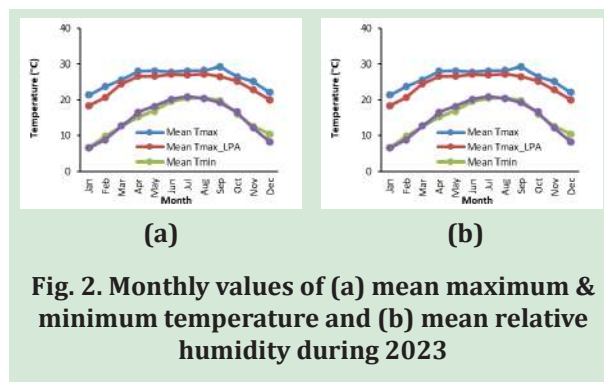 40
30
20
10
0
Temperature (°C)
Mean Tmax
Mean Tmax_LPA
Mean Tmin
Jan
Feb
Mar
Apr
May
Jun
Jul
Aug
Sep
Oct
Nov
Dec
Month
(a)
40
30
20
10
0
Temperature (°C)
Mean Tmax
Mean Tmax_LPA
Mean Tmin
Jan
Feb
Mar
Apr
May
Jun
Jul
Aug
Sep
Oct
Nov
Dec
Month
(b)
Fig. 2. Monthly values of (a) mean maximum &
minimum temperature and (b) mean relative
humidity during 2023